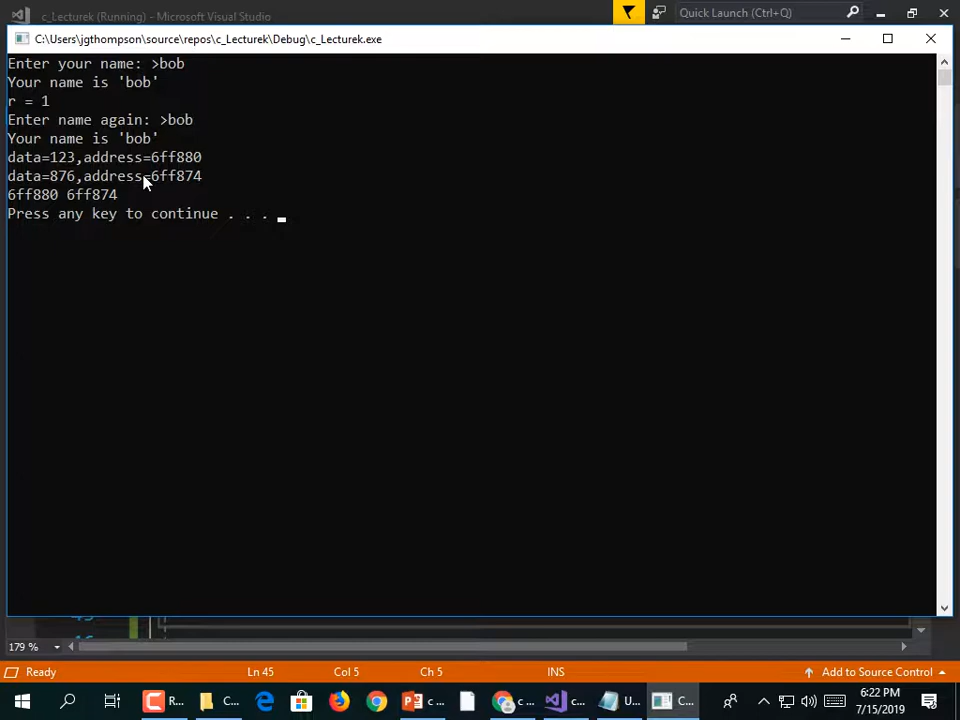 c_Lecturek (Running) - Microsoft Visual Studio
Quick Launch (Ctrl+Q)
C:\Users\jgthompson\source\repos\c_Lecturek\Debug\c_Lecturek.exe
Enter your name: >bob
Your name is 'bob'
r = 1
Enter name again: >bob
Your name is 'bob'
data=123,address=6ff880
data=876,address=6ff874
6ff880 6ff874
Press any key to continue . . . _
179 %
Ready
Ln 45
Col 5
Ch 5
INS
Add to Source Control
R...
C...
c ...
c ...
c...
U...
C...
6:22 PM
7/15/2019